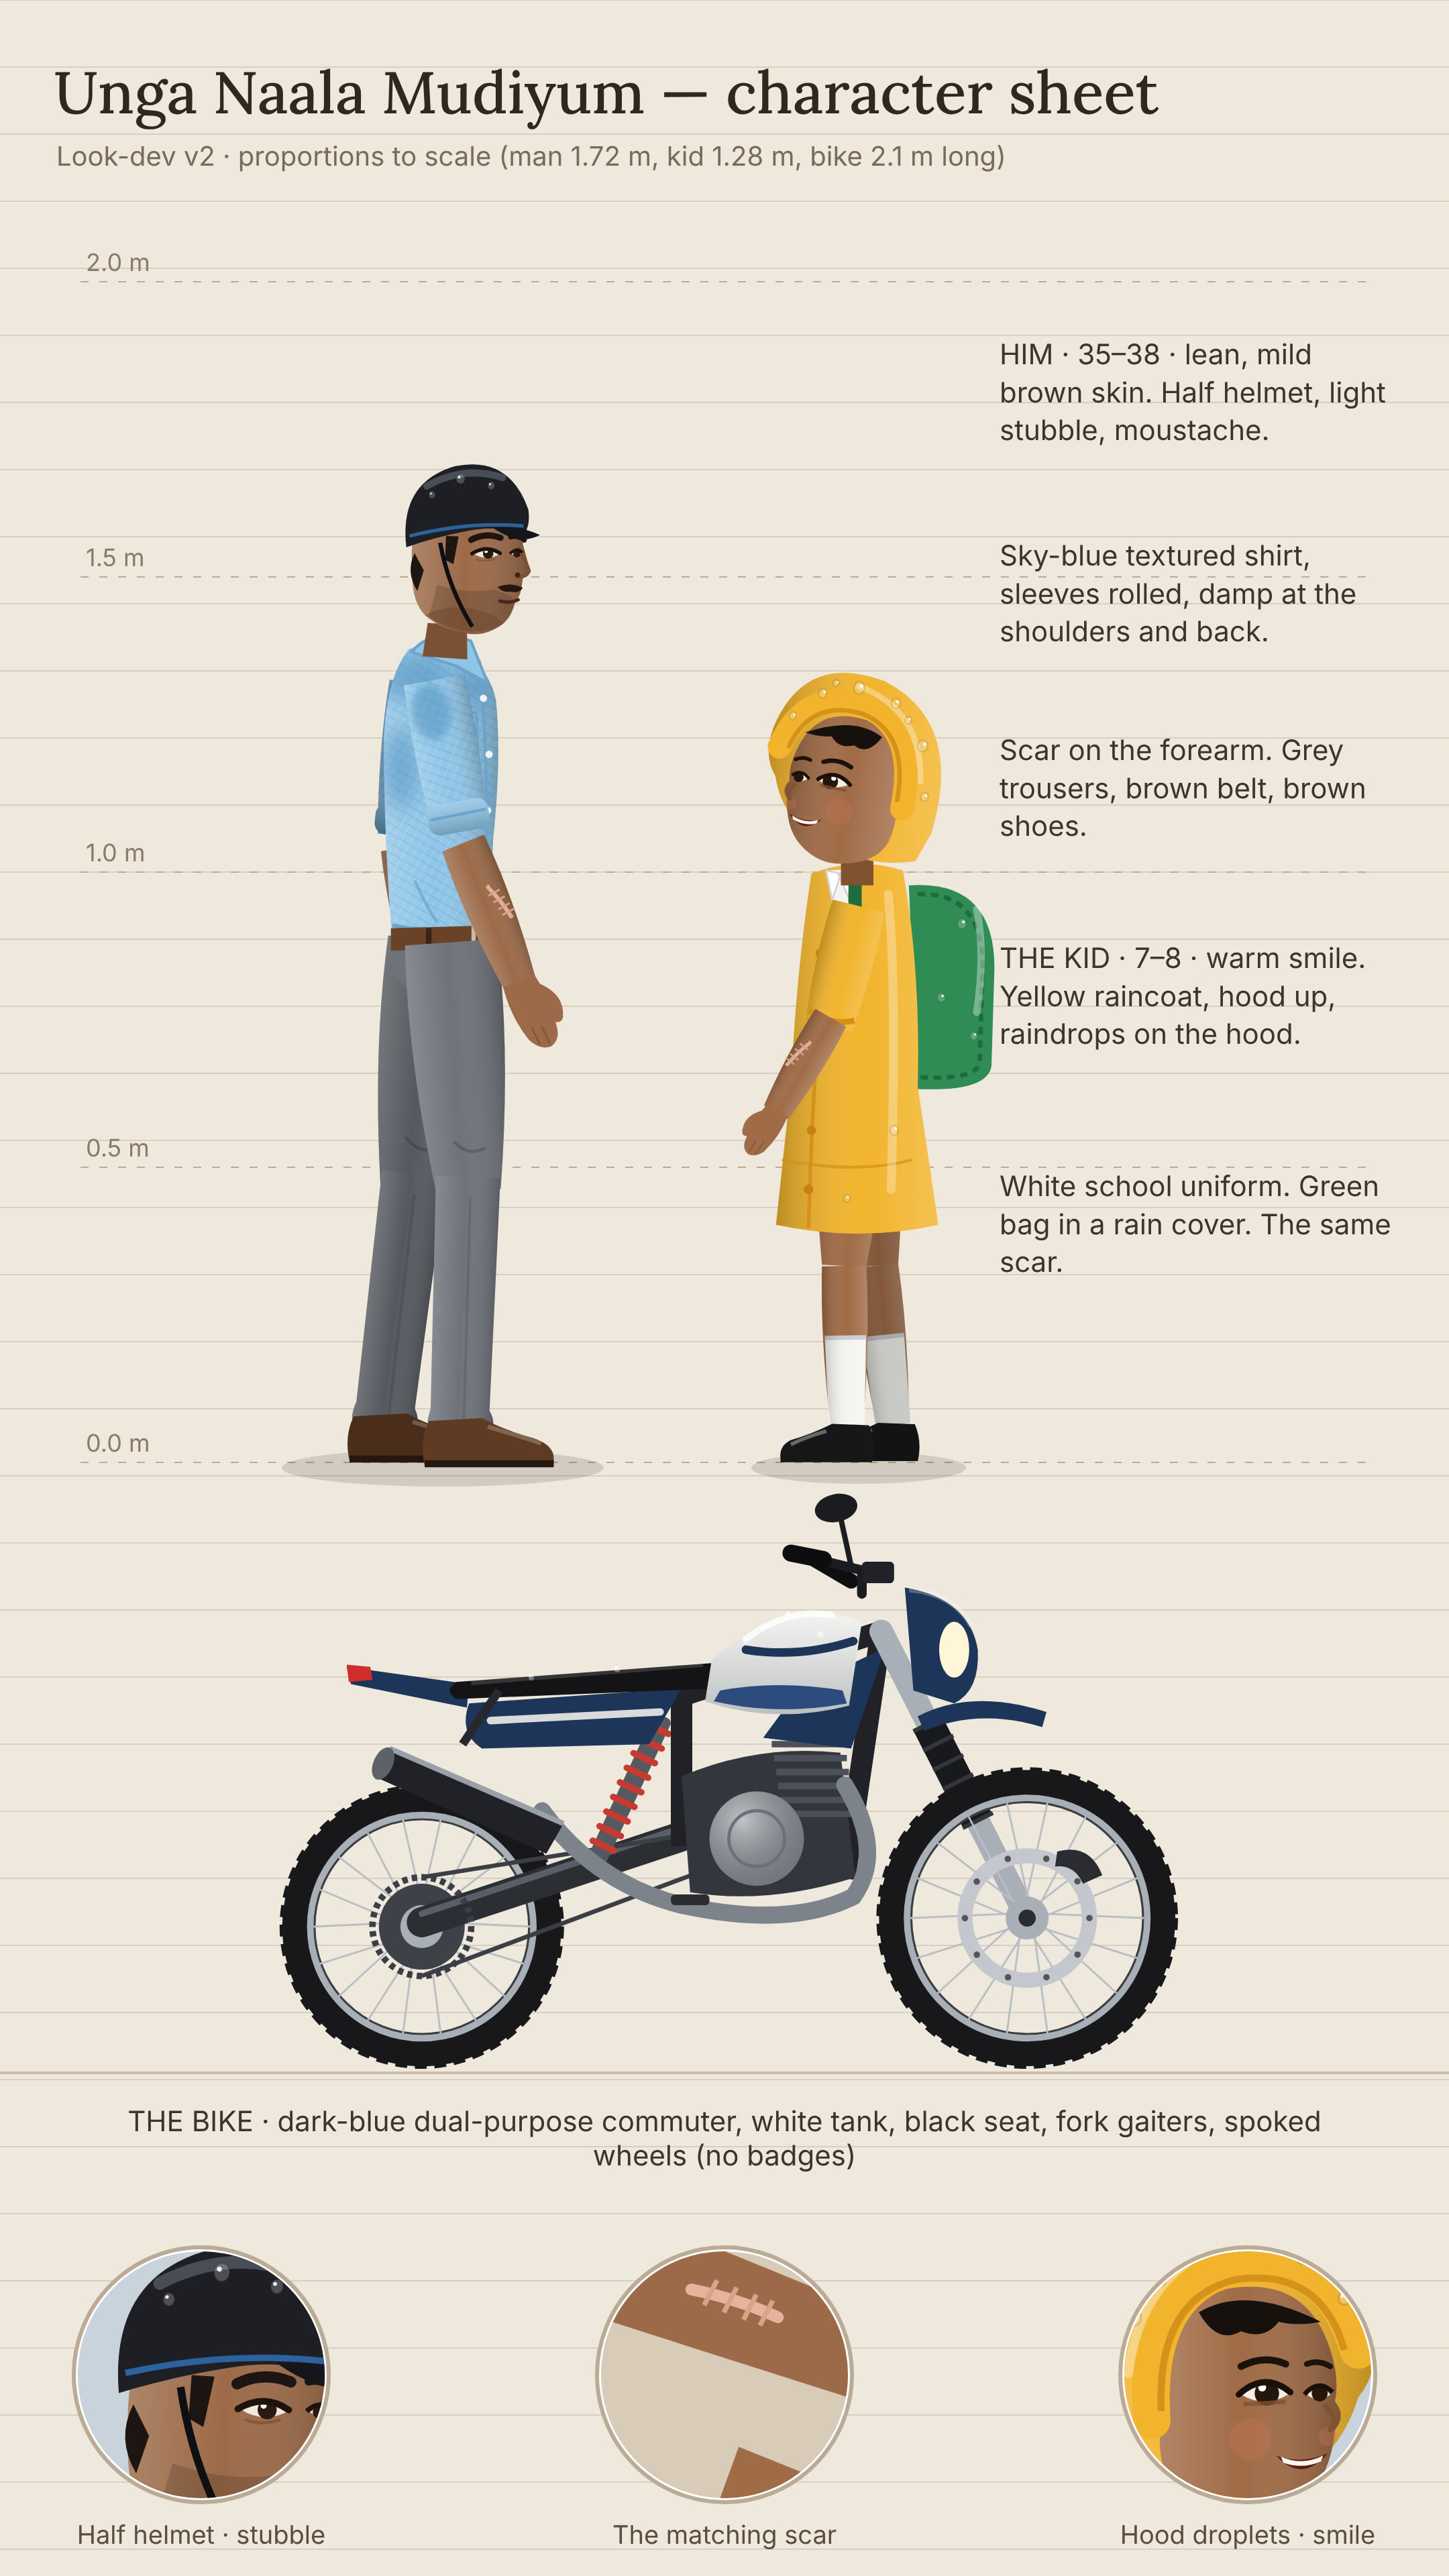 Unga Naala Mudiyum — character sheet
Look-dev v2 · proportions to scale (man 1.72 m, kid 1.28 m, bike 2.1 m long)
2.0 m
HIM · 35–38 · lean, mild
brown skin. Half helmet, light
stubble, moustache.
1.5 m
Sky-blue textured shirt,
sleeves rolled, damp at the
shoulders and back.
Scar on the forearm. Grey
trousers, brown belt, brown
shoes.
1.0 m
THE KID · 7–8 · warm smile.
Yellow raincoat, hood up,
raindrops on the hood.
0.5 m
White school uniform. Green
bag in a rain cover. The same
scar.
0.0 m
THE BIKE · dark-blue dual-purpose commuter, white tank, black seat, fork gaiters, spoked
wheels (no badges)
Half helmet · stubble
The matching scar
Hood droplets · smile